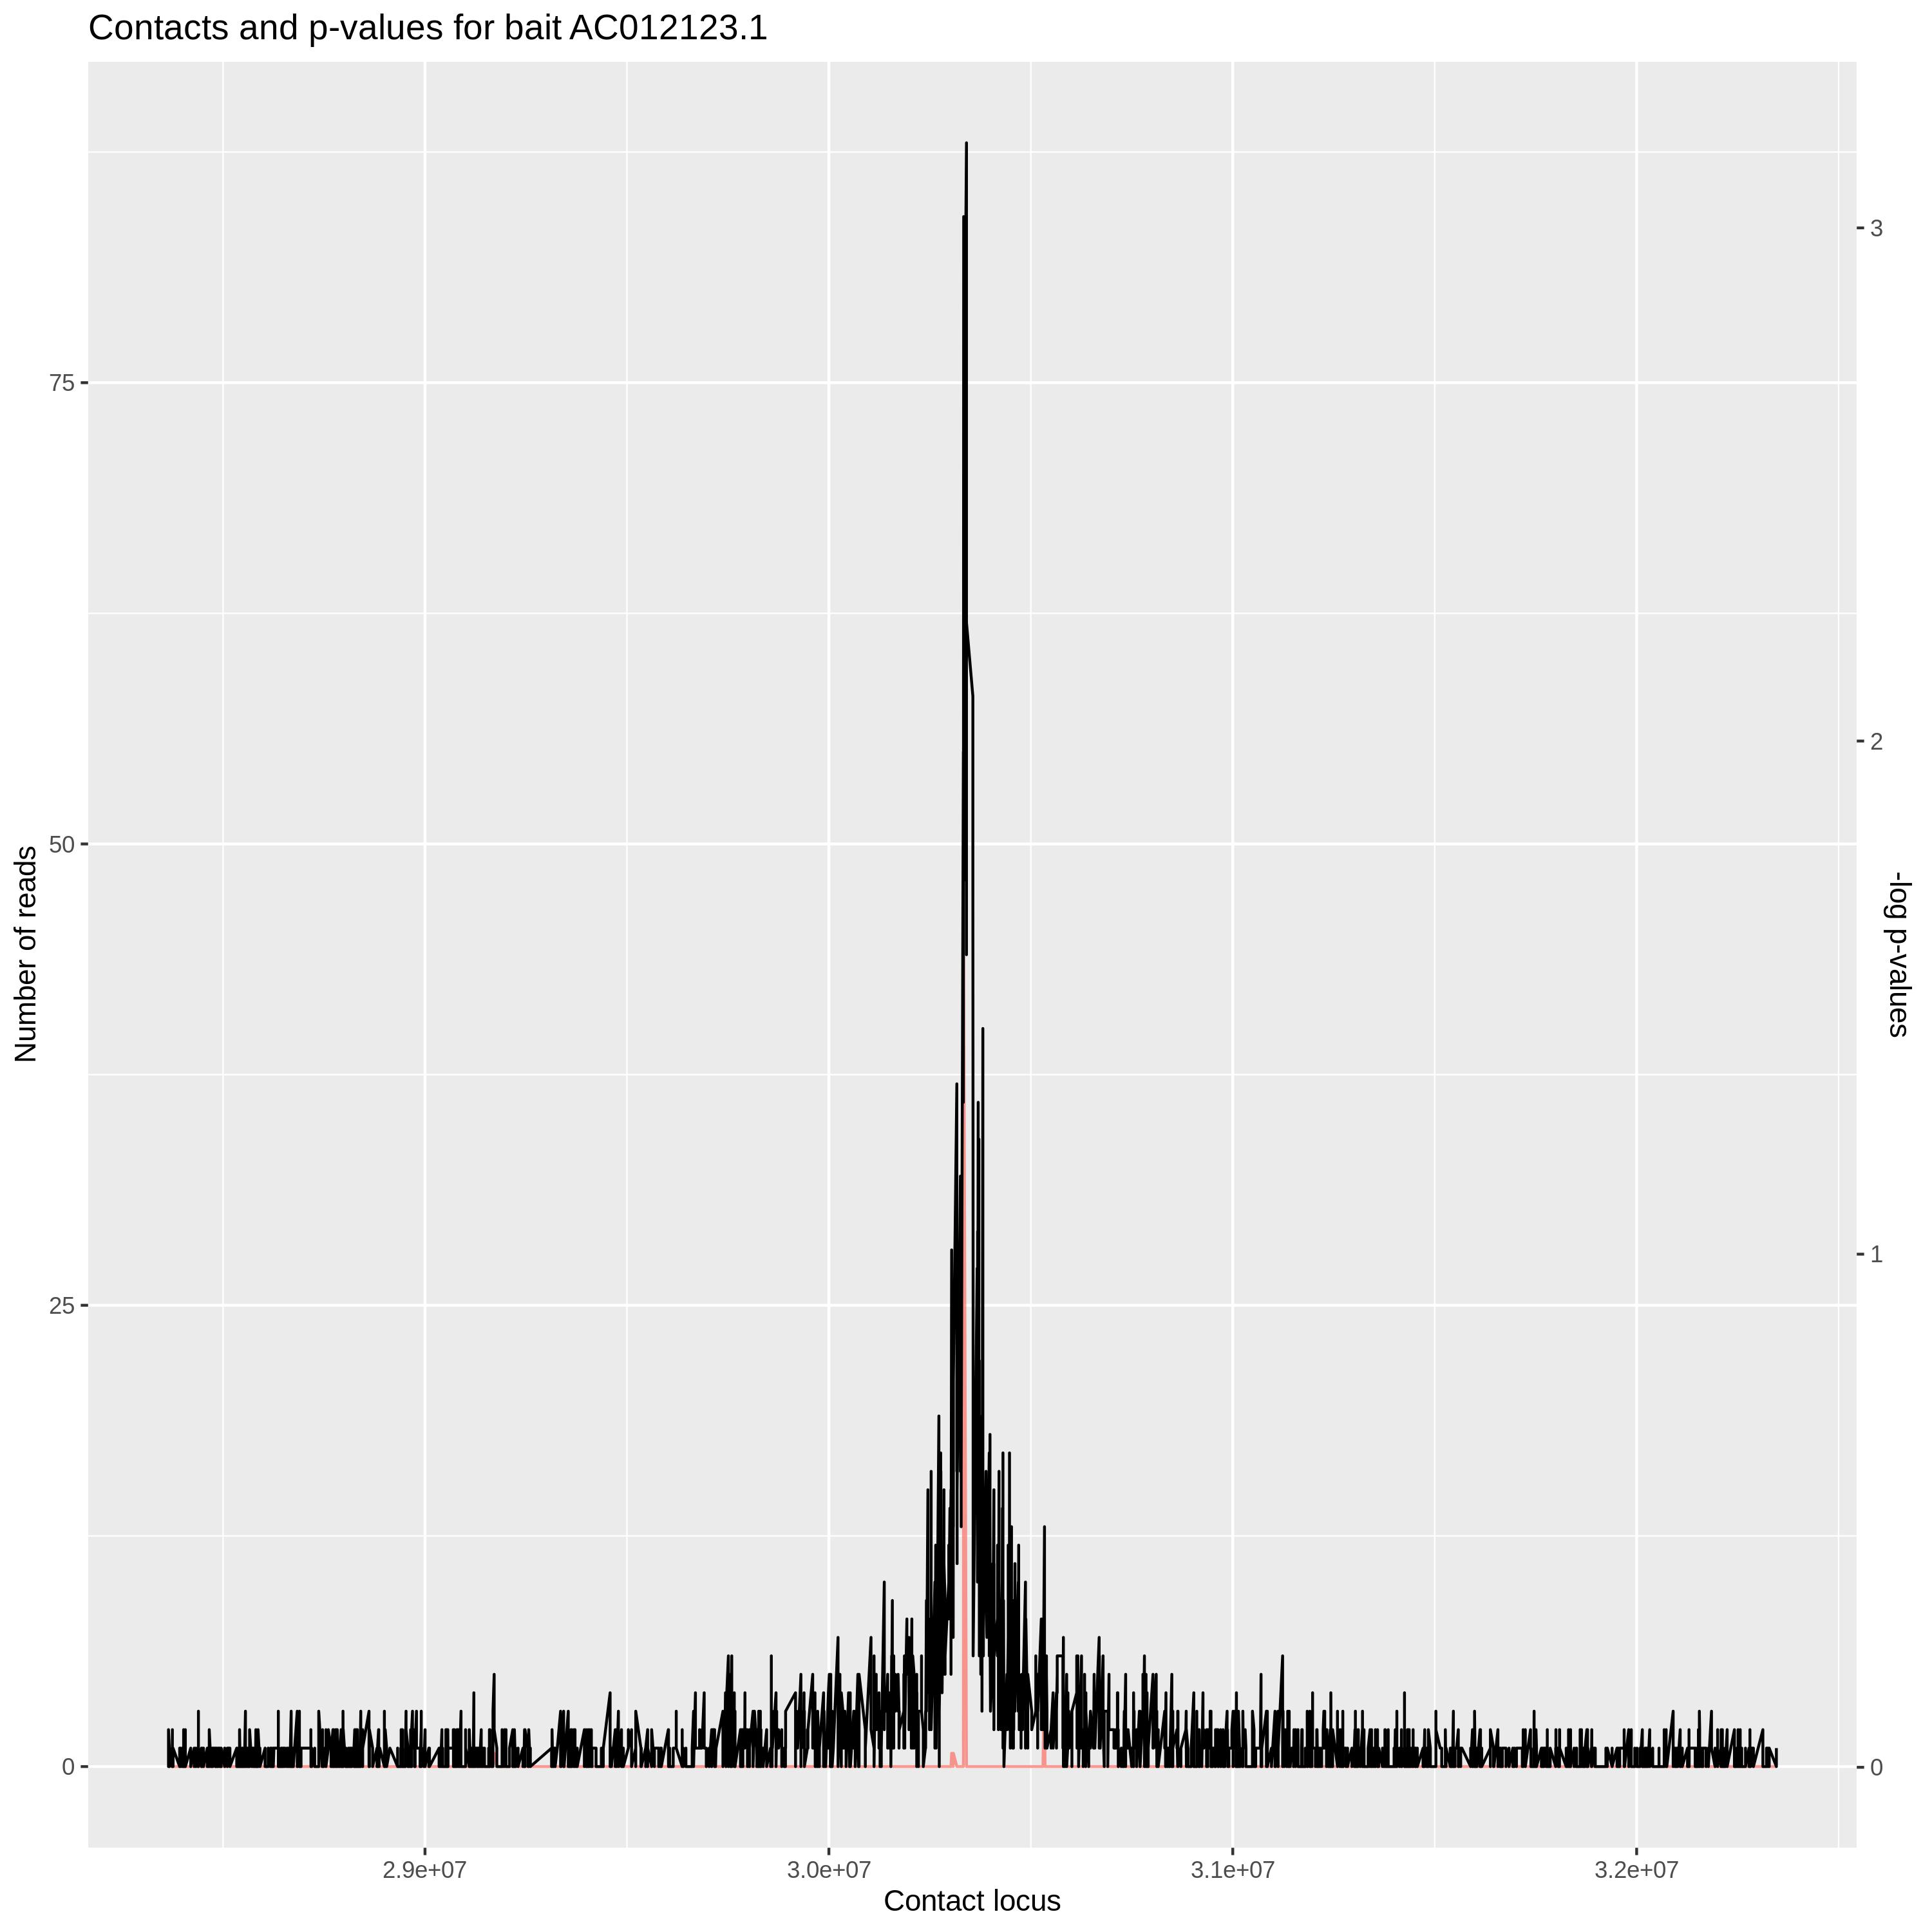 Contacts and p-values for bait AC012123.1
75
50
25
0
3
2
1
0
Number of reads
-log p-values
2.9e+07 3.0e+07 3.1e+07 3.2e+07
Contact locus